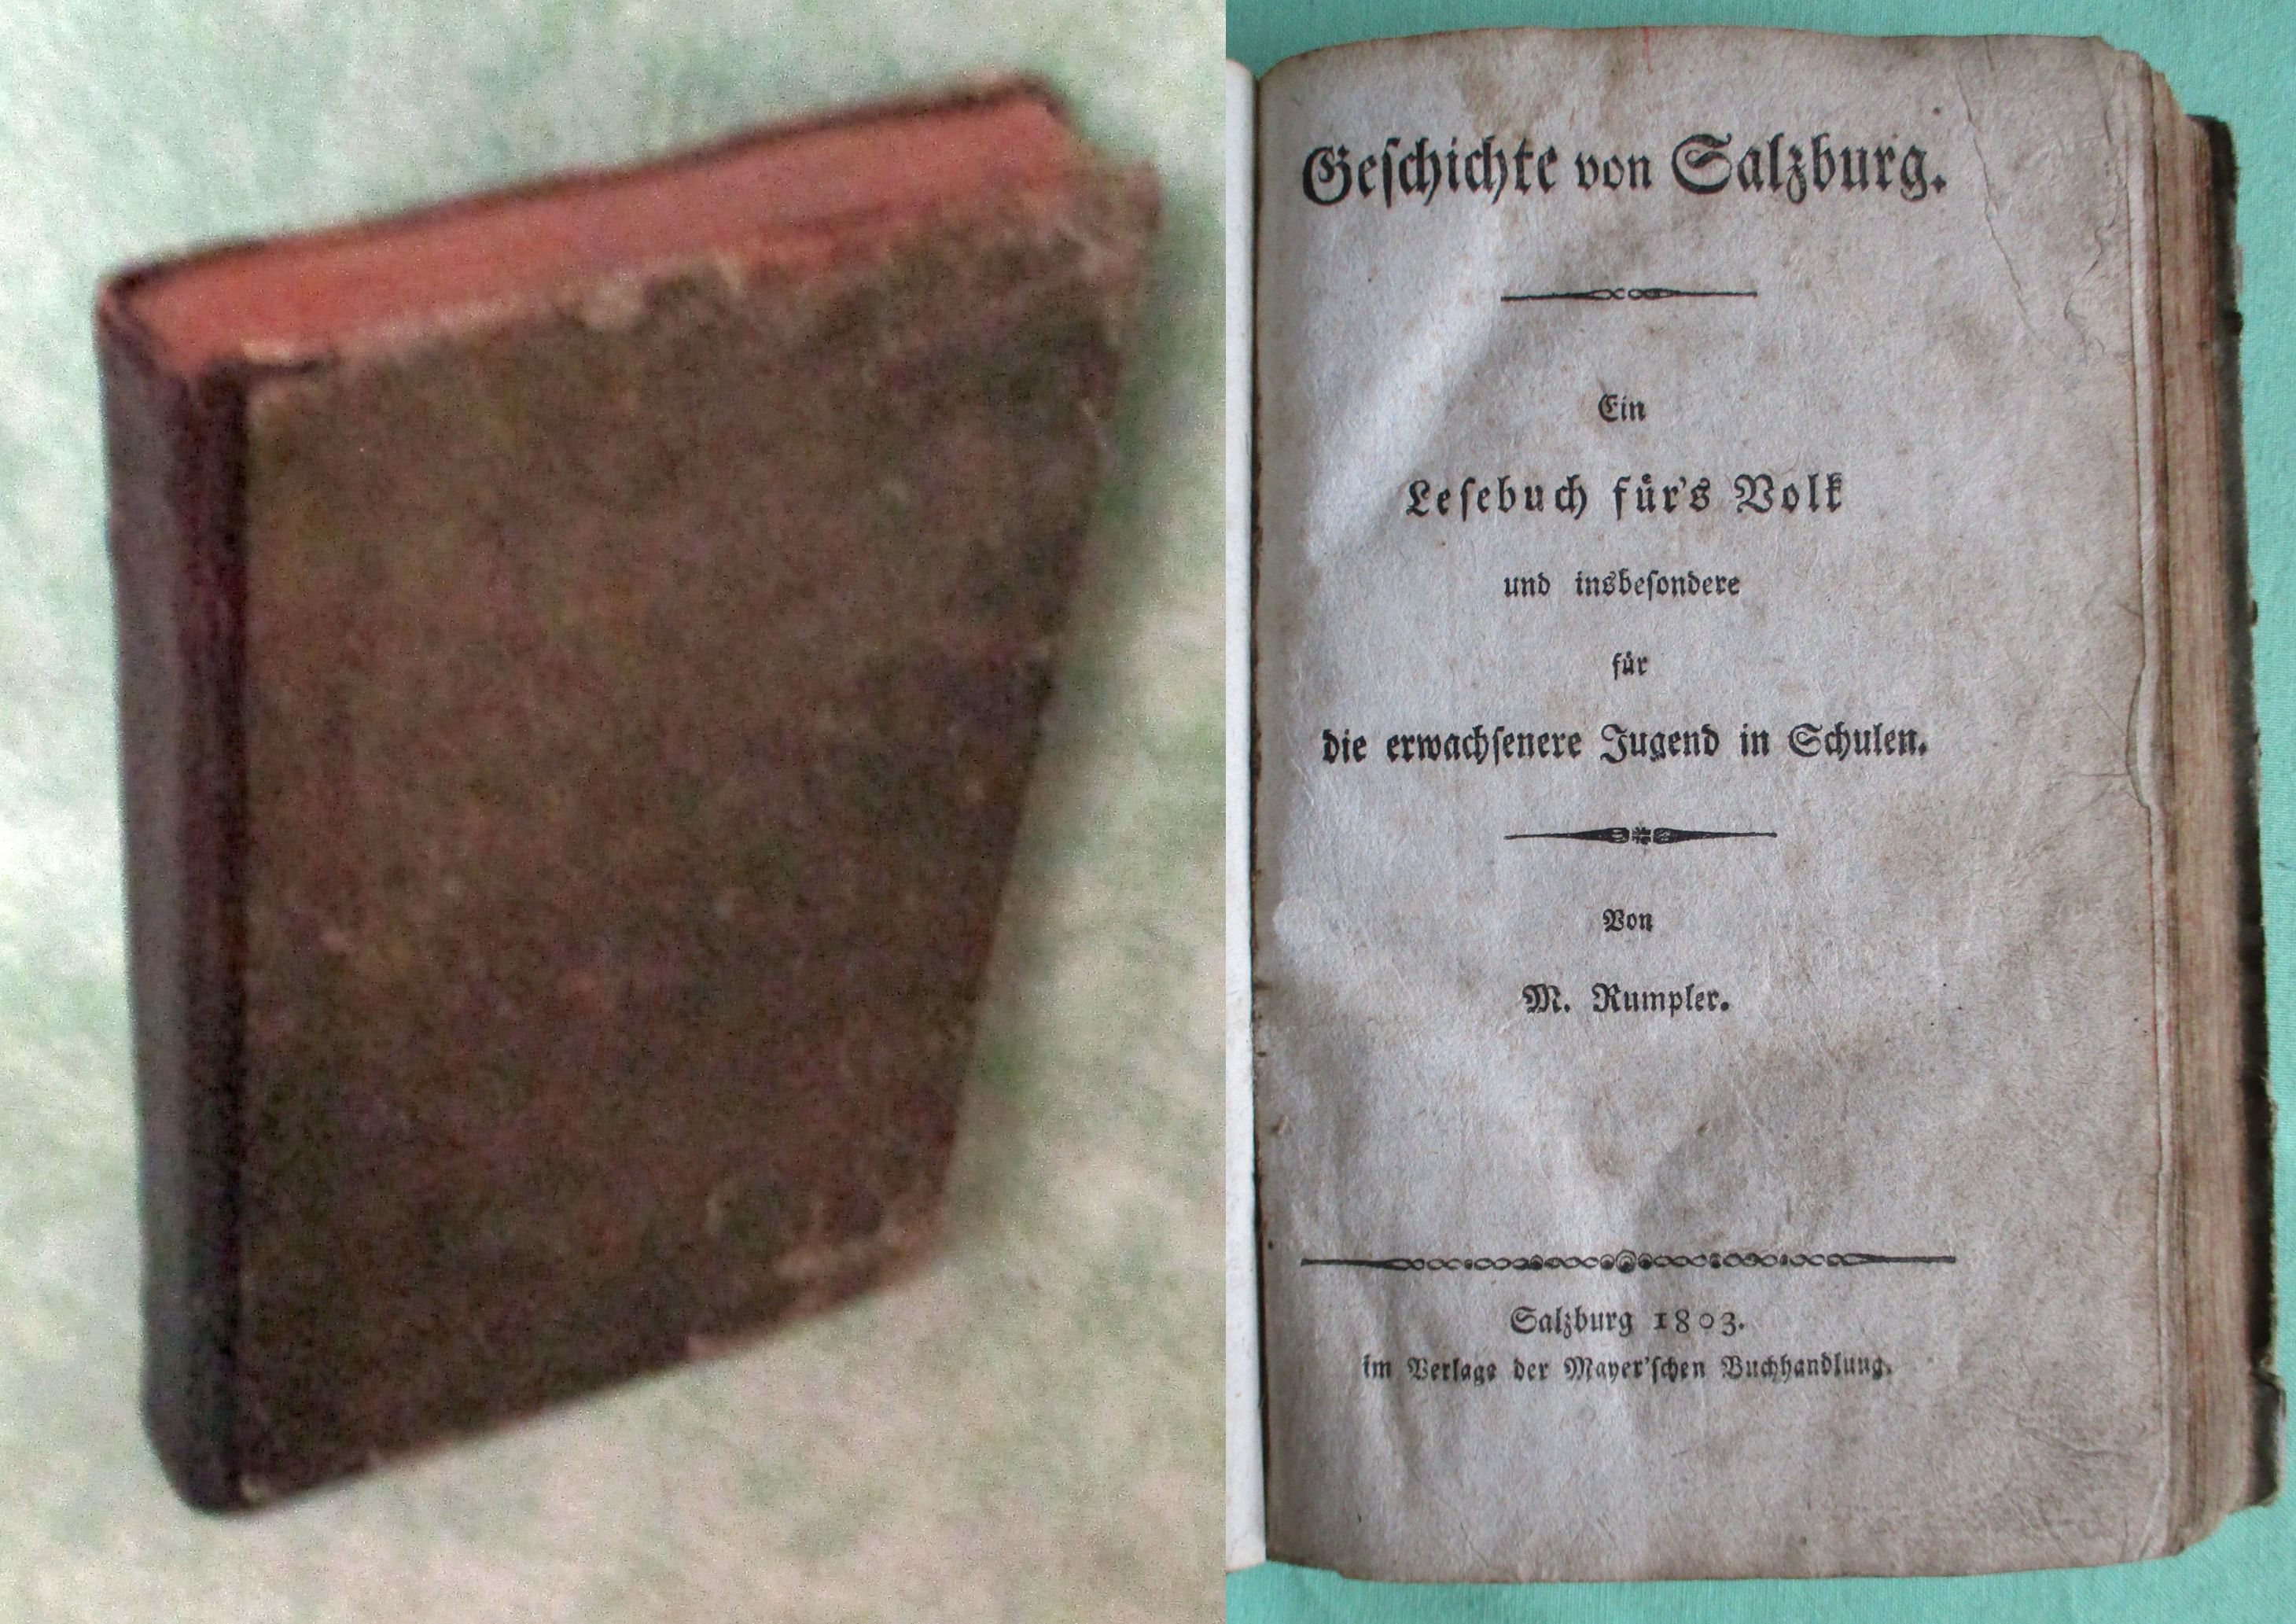 Geſchichte von Salzburg.
Ein
Leſebuch für's Volk
und insbeſondere
für
die erwachſenere Jugend in Schulen.
Von
M. Rumpler.
Salzburg 1803.
im Verlage der Mayer'ſchen Buchhandlung.